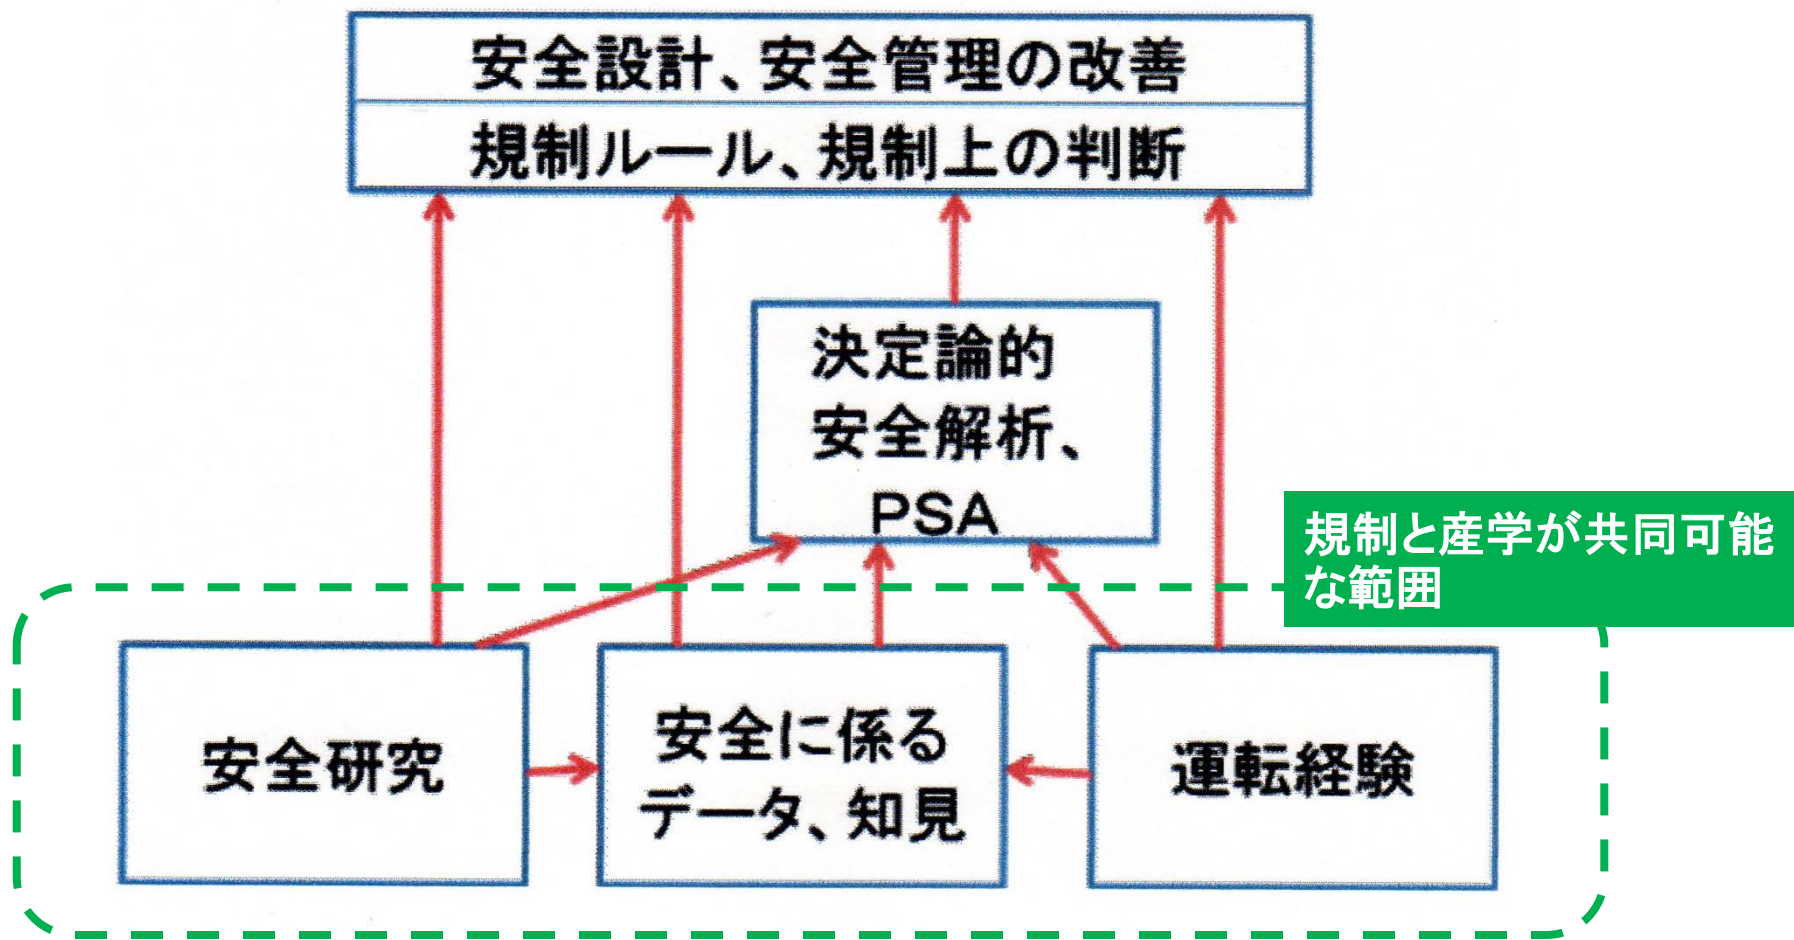 安全設計、安全管理の改善
規制ルール、規制上の判断
決定論的
安全解析、
PSA
規制と産学が共同可能
な範囲
安全研究
安全に係る
データ、知見
運転経験